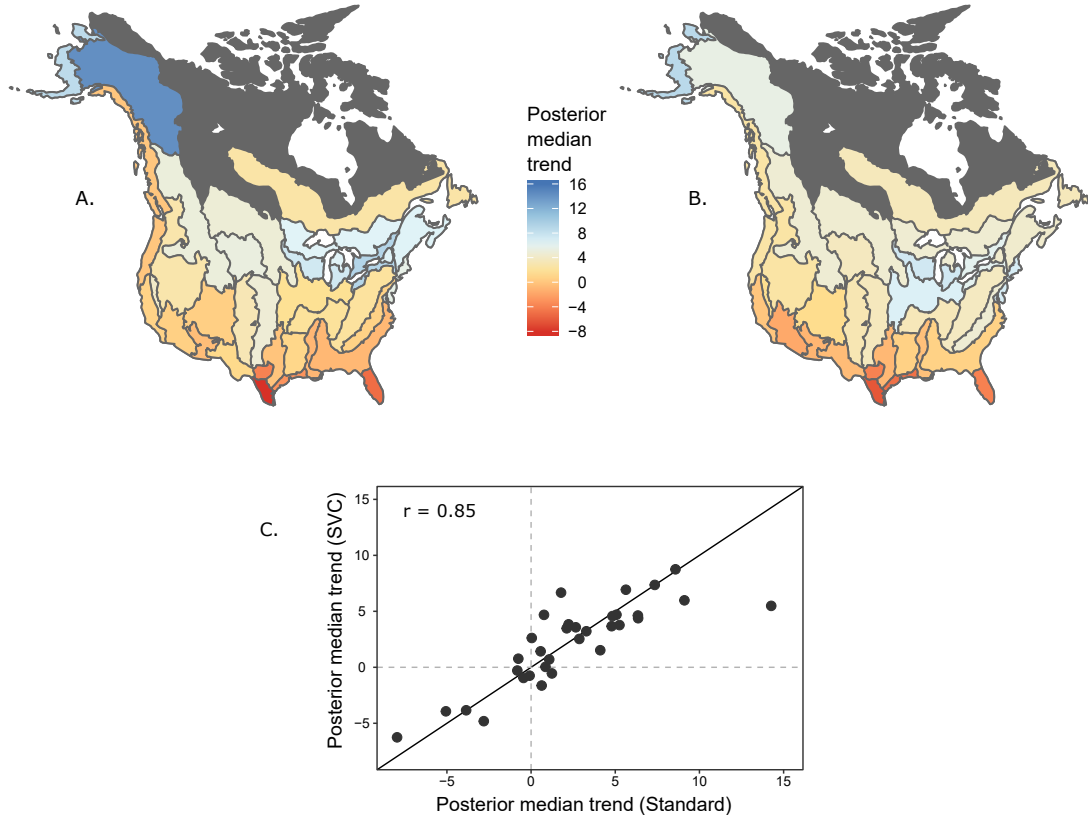 A.
Posterior
median
trend
16
12
8
4
0
−4
−8
B.
C.
r = 0.85
Posterior median trend (SVC)
15
10
5
0
−5
−5
0
5
10
15
Posterior median trend (Standard)